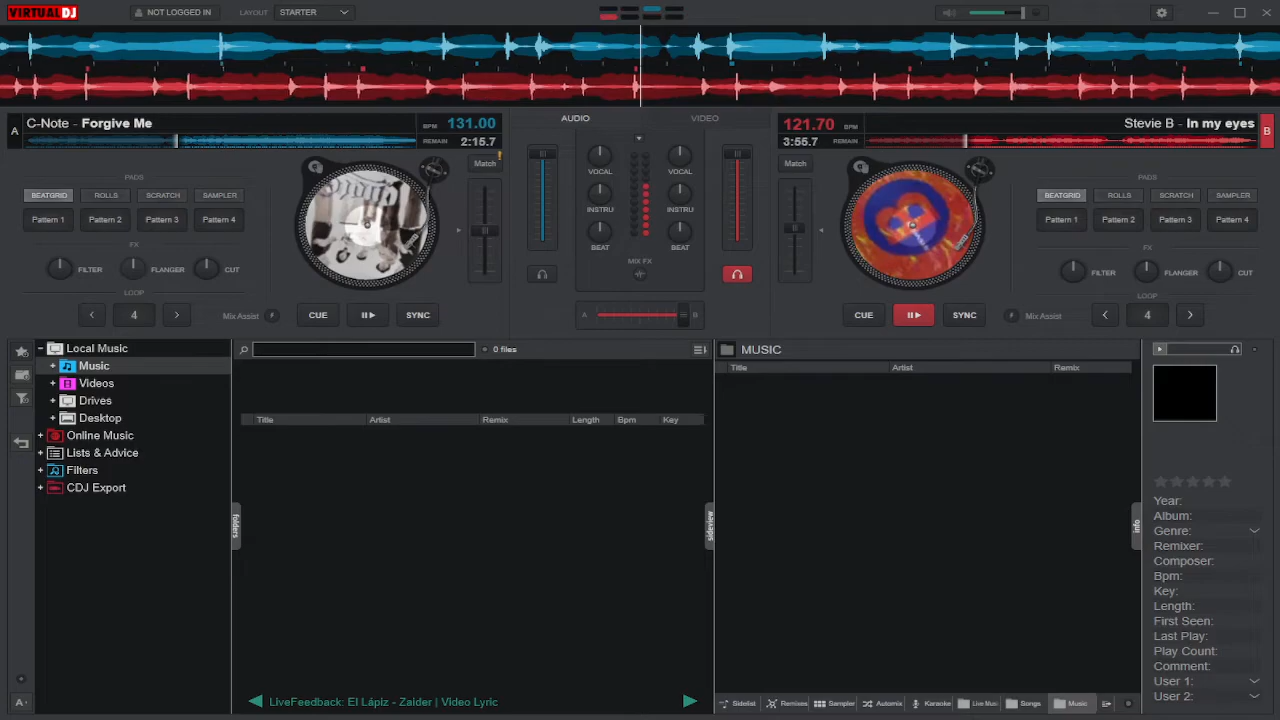 VIRTUAL DJ
NOT LOGGED IN
LAYOUT
STARTER
A
C-Note - Forgive Me
BPM 131.00
REMAIN 2:15.7
AUDIO
VIDEO
121.70 BPM
3:55.7 REMAIN
Stevie B - In my eyes
B
Match
Match
PADS
BEATGRID
ROLLS
SCRATCH
SAMPLER
Pattern 1
Pattern 2
Pattern 3
Pattern 4
FX
FILTER
FLANGER
CUT
LOOP
4
Mix Assist
CUE
SYNC
VOCAL
VOCAL
INSTRU
INSTRU
BEAT
BEAT
MIX FX
A
B
PADS
BEATGRID
ROLLS
SCRATCH
SAMPLER
Pattern 1
Pattern 2
Pattern 3
Pattern 4
FX
FILTER
FLANGER
CUT
LOOP
CUE
SYNC
Mix Assist
4
Local Music
Music
Videos
Drives
Desktop
Online Music
Lists & Advice
Filters
CDJ Export
A
folders
0 files
Title
Artist
Remix
Length
Bpm
Key
LiveFeedback: El Lápiz - Zaider | Video Lyric
sideview
MUSIC
Title
Artist
Remix
Sidelist
Remixes
Sampler
Automix
Karaoke
Live Mus
Songs
Music
info
Year:
Album:
Genre:
Remixer:
Composer:
Bpm:
Key:
Length:
First Seen:
Last Play:
Play Count:
Comment:
User 1:
User 2: